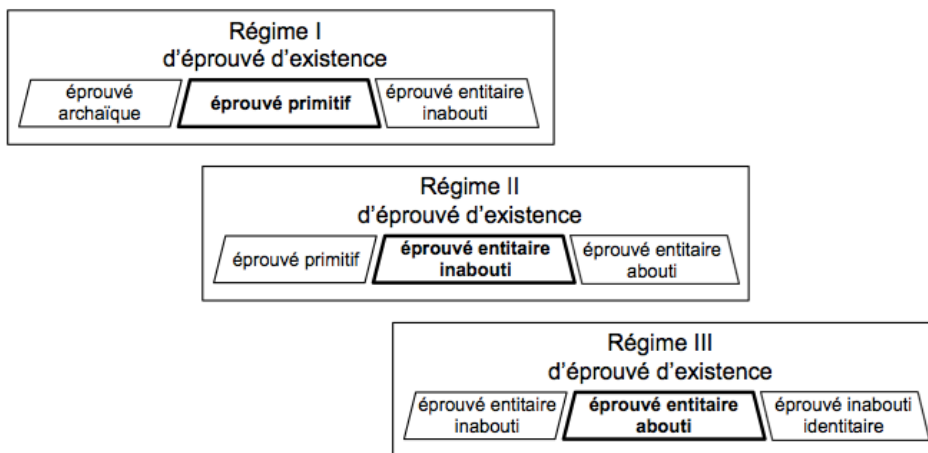 Régime I
d'éprouvé d'existence
éprouvé
archaïque
éprouvé primitif
éprouvé entitaire
inabouti
Régime II
d'éprouvé d'existence
éprouvé primitif
éprouvé entitaire
inabouti
éprouvé entitaire
abouti
Régime III
d'éprouvé d'existence
éprouvé entitaire
inabouti
éprouvé entitaire
abouti
éprouvé inabouti
identitaire